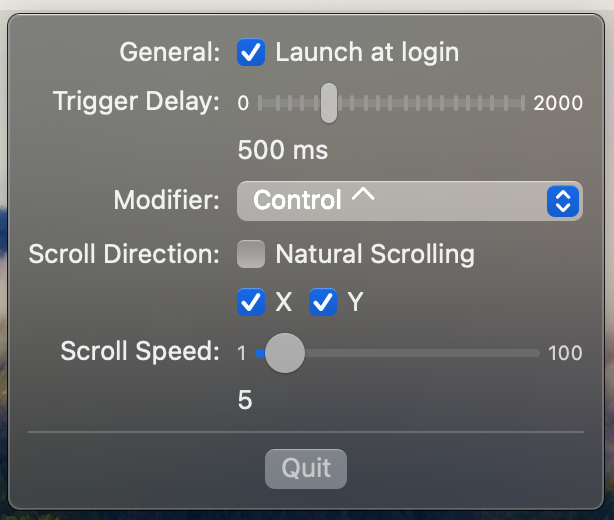 General: Launch at login
Trigger Delay: 0 2000
500 ms
Modifier: Control ^
Scroll Direction: Natural Scrolling
X Y
Scroll Speed: 1 100
5
Quit